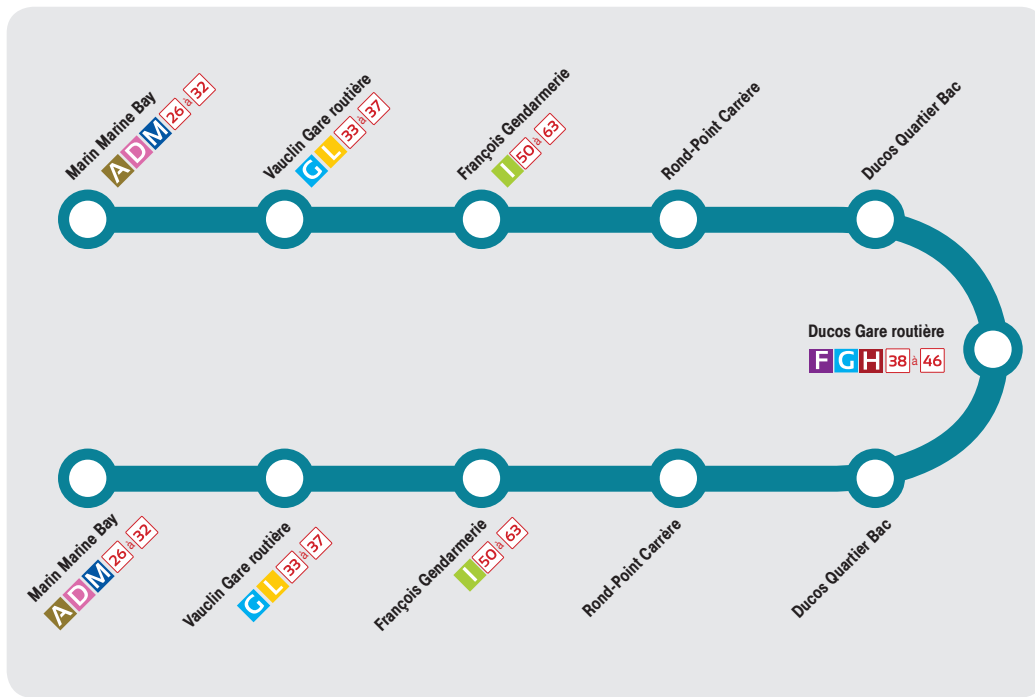 Marin Marine Bay
A D M 26 à 32
Vauclin Gare routière
G L 33 à 37
François Gendarmerie
I 50 à 63
Rond-Point Carrère
Ducos Quartier Bac
Ducos Gare routière
F G H 38 à 46
Marin Marine Bay
A D M 26 à 32
Vauclin Gare routière
G L 33 à 37
François Gendarmerie
I 50 à 63
Rond-Point Carrère
Ducos Quartier Bac